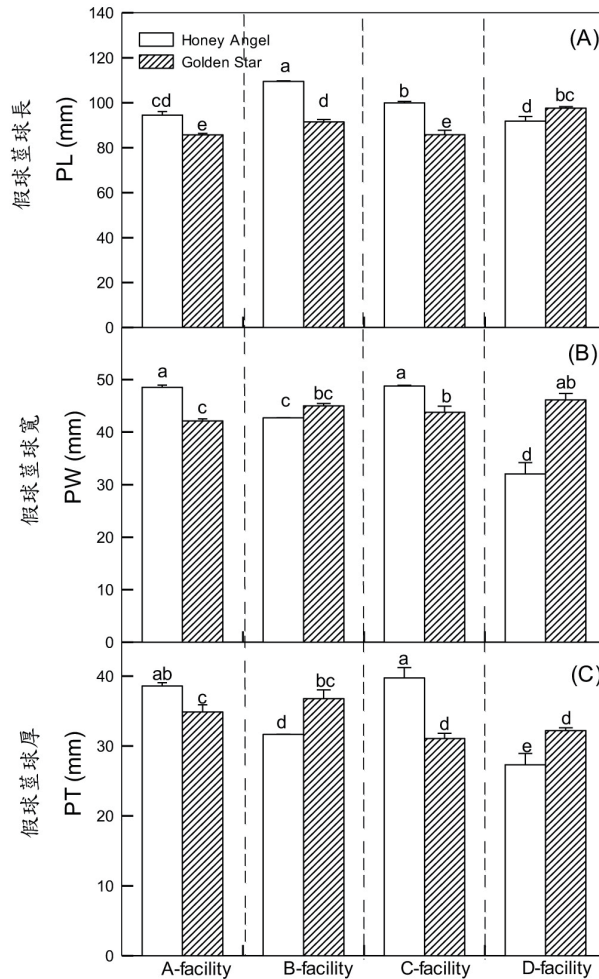 140
120
100
80
60
40
20
0
假球莖球長
PL (mm)
Honey Angel
Golden Star
(A)
cd
e
a
d
b
e
d
bc
50
40
30
20
10
0
假球莖球寬
PW (mm)
(B)
a
c
c
bc
a
b
d
ab
40
30
20
10
0
假球莖球厚
PT (mm)
(C)
ab
c
d
bc
a
d
e
d
A-facility
B-facility
C-facility
D-facility